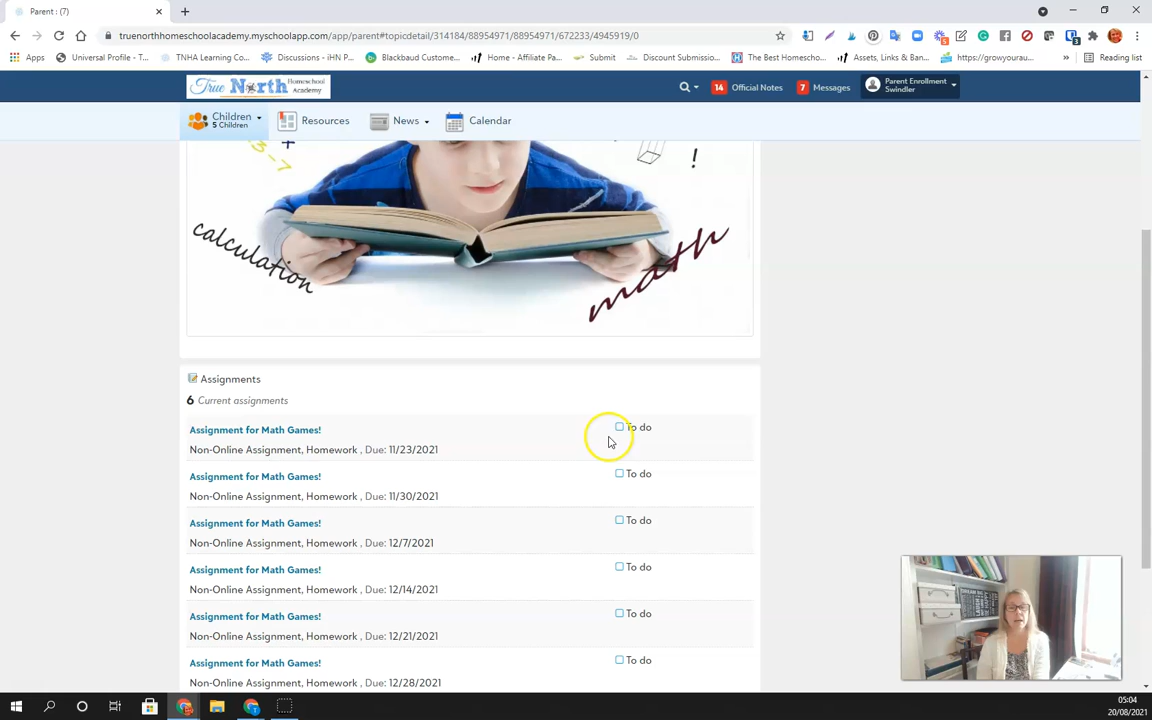 Parent : (7)
truenorthhomeschoolacademy.myschoolapp.com/app/parent#topicdetail/314184/88954971/88954971/672233/4945919/0
Apps Universal Profile - T... TNHA Learning Co... Discussions - iHN P... Blackbaud Custome... Home - Affiliate Pa... Submit Discount Submissio... The Best Homescho... Assets, Links & Ban... https://growyourau... » Reading list
True North Homeschool Academy
14 Official Notes 7 Messages Parent Enrollment Swindler
Children 5 Children Resources News Calendar
3-7 + !
calculation
math
Assignments
6 Current assignments
Assignment for Math Games! To do
Non-Online Assignment, Homework , Due: 11/23/2021
Assignment for Math Games! To do
Non-Online Assignment, Homework , Due: 11/30/2021
Assignment for Math Games! To do
Non-Online Assignment, Homework , Due: 12/7/2021
Assignment for Math Games! To do
Non-Online Assignment, Homework , Due: 12/14/2021
Assignment for Math Games! To do
Non-Online Assignment, Homework , Due: 12/21/2021
Assignment for Math Games! To do
Non-Online Assignment, Homework , Due: 12/28/2021
05:04
20/08/2021